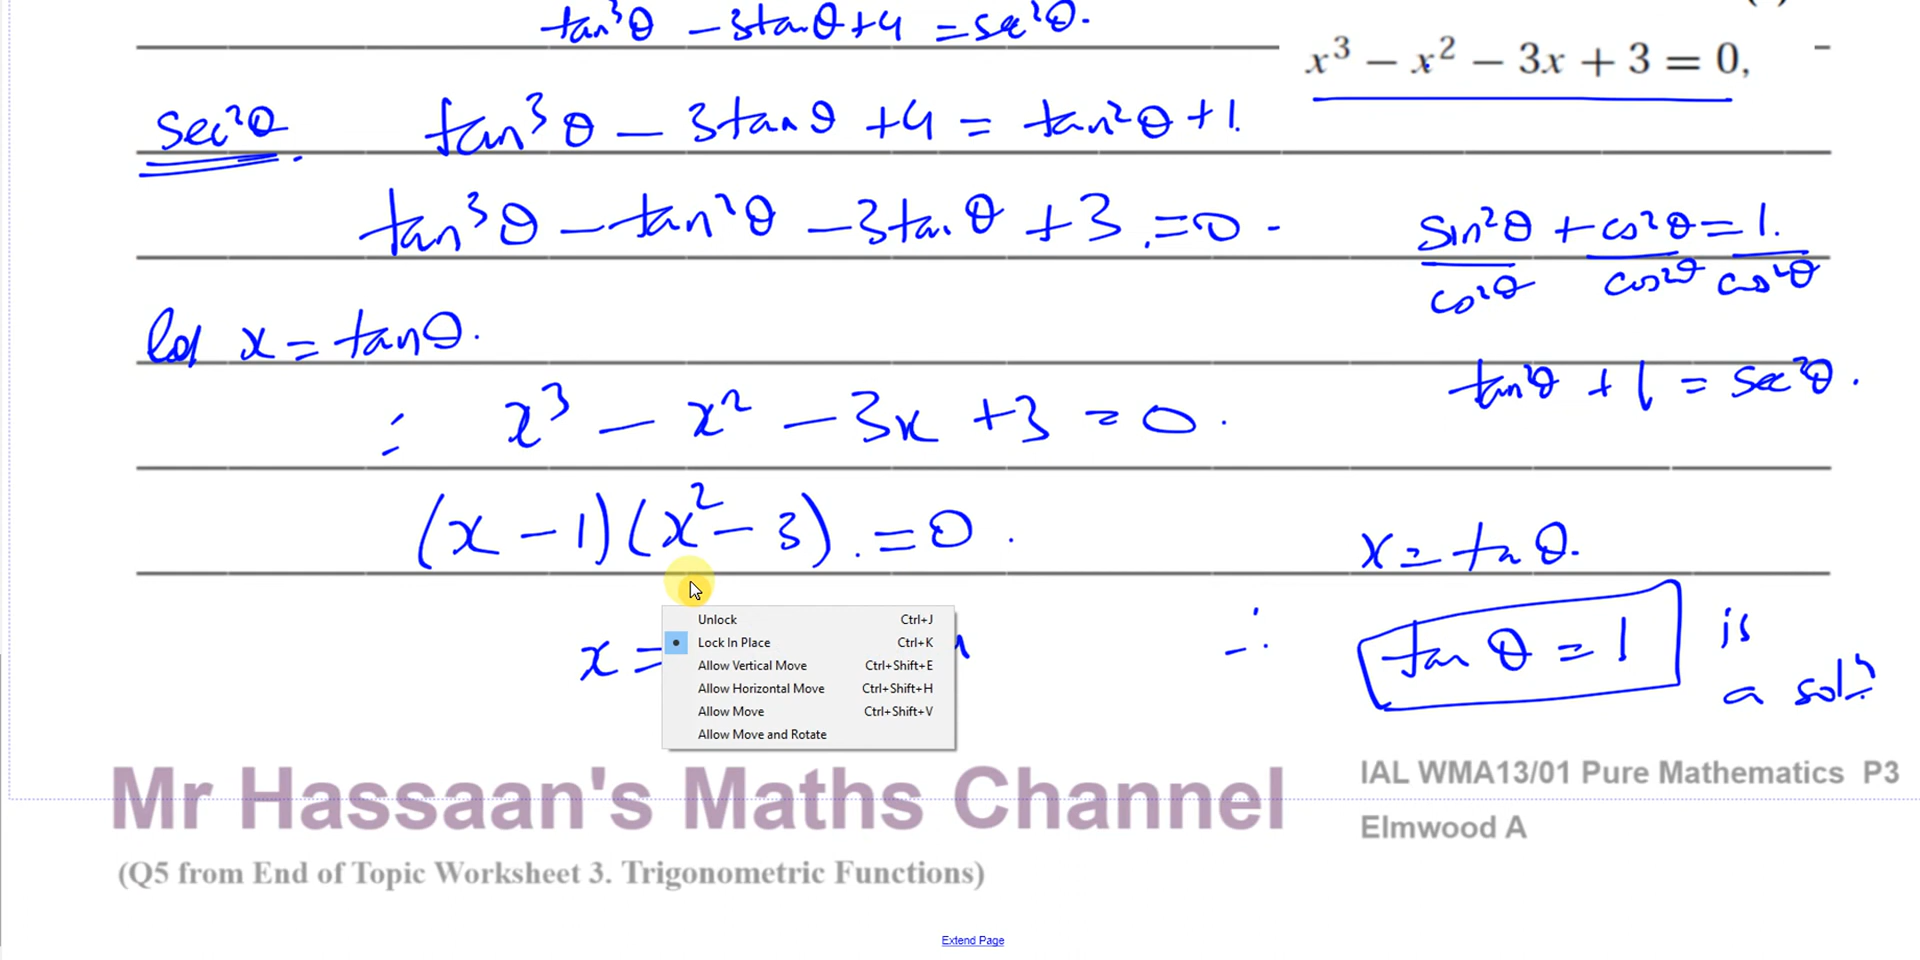 tan³θ − 3tanθ + 4 = sec²θ.
x³ − x² − 3x + 3 = 0,
sec²θ. tan³θ − 3tanθ + 4 = tan²θ + 1.
tan³θ − tan²θ − 3tanθ + 3 = 0.
sin²θ/cos²θ + cos²θ/cos²θ = 1/cos²θ
let x = tanθ.
tan²θ + 1 = sec²θ.
∴ x³ − x² − 3x + 3 = 0.
(x − 1)(x² − 3) = 0.
x = tanθ.
x =
∴ tanθ = 1 is
a solⁿ
Unlock Ctrl+J
Lock In Place Ctrl+K
Allow Vertical Move Ctrl+Shift+E
Allow Horizontal Move Ctrl+Shift+H
Allow Move Ctrl+Shift+V
Allow Move and Rotate
Mr Hassaan's Maths Channel
IAL WMA13/01 Pure Mathematics P3
Elmwood A
(Q5 from End of Topic Worksheet 3. Trigonometric Functions)
Extend Page